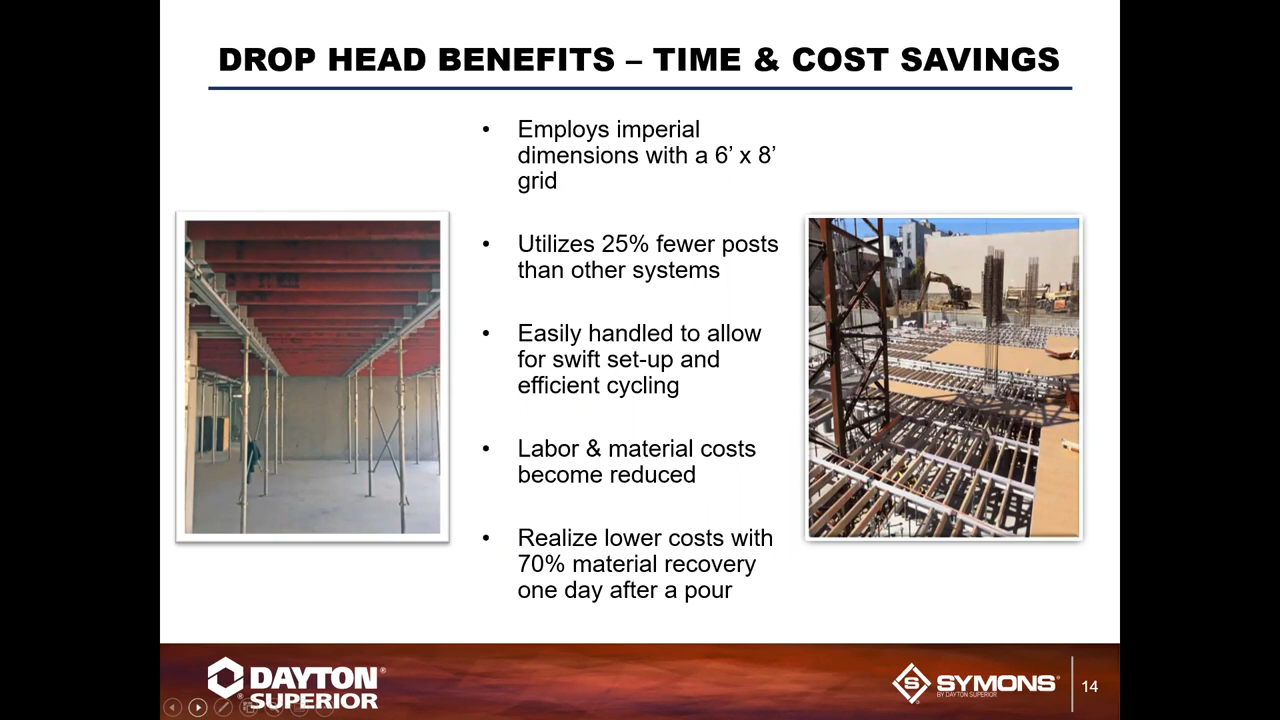 DROP HEAD BENEFITS – TIME & COST SAVINGS
• Employs imperial
dimensions with a 6’ x 8’
grid
• Utilizes 25% fewer posts
than other systems
• Easily handled to allow
for swift set-up and
efficient cycling
• Labor & material costs
become reduced
• Realize lower costs with
70% material recovery
one day after a pour
DAYTON®
SUPERIOR®
S SYMONS®
BY DAYTON SUPERIOR
14